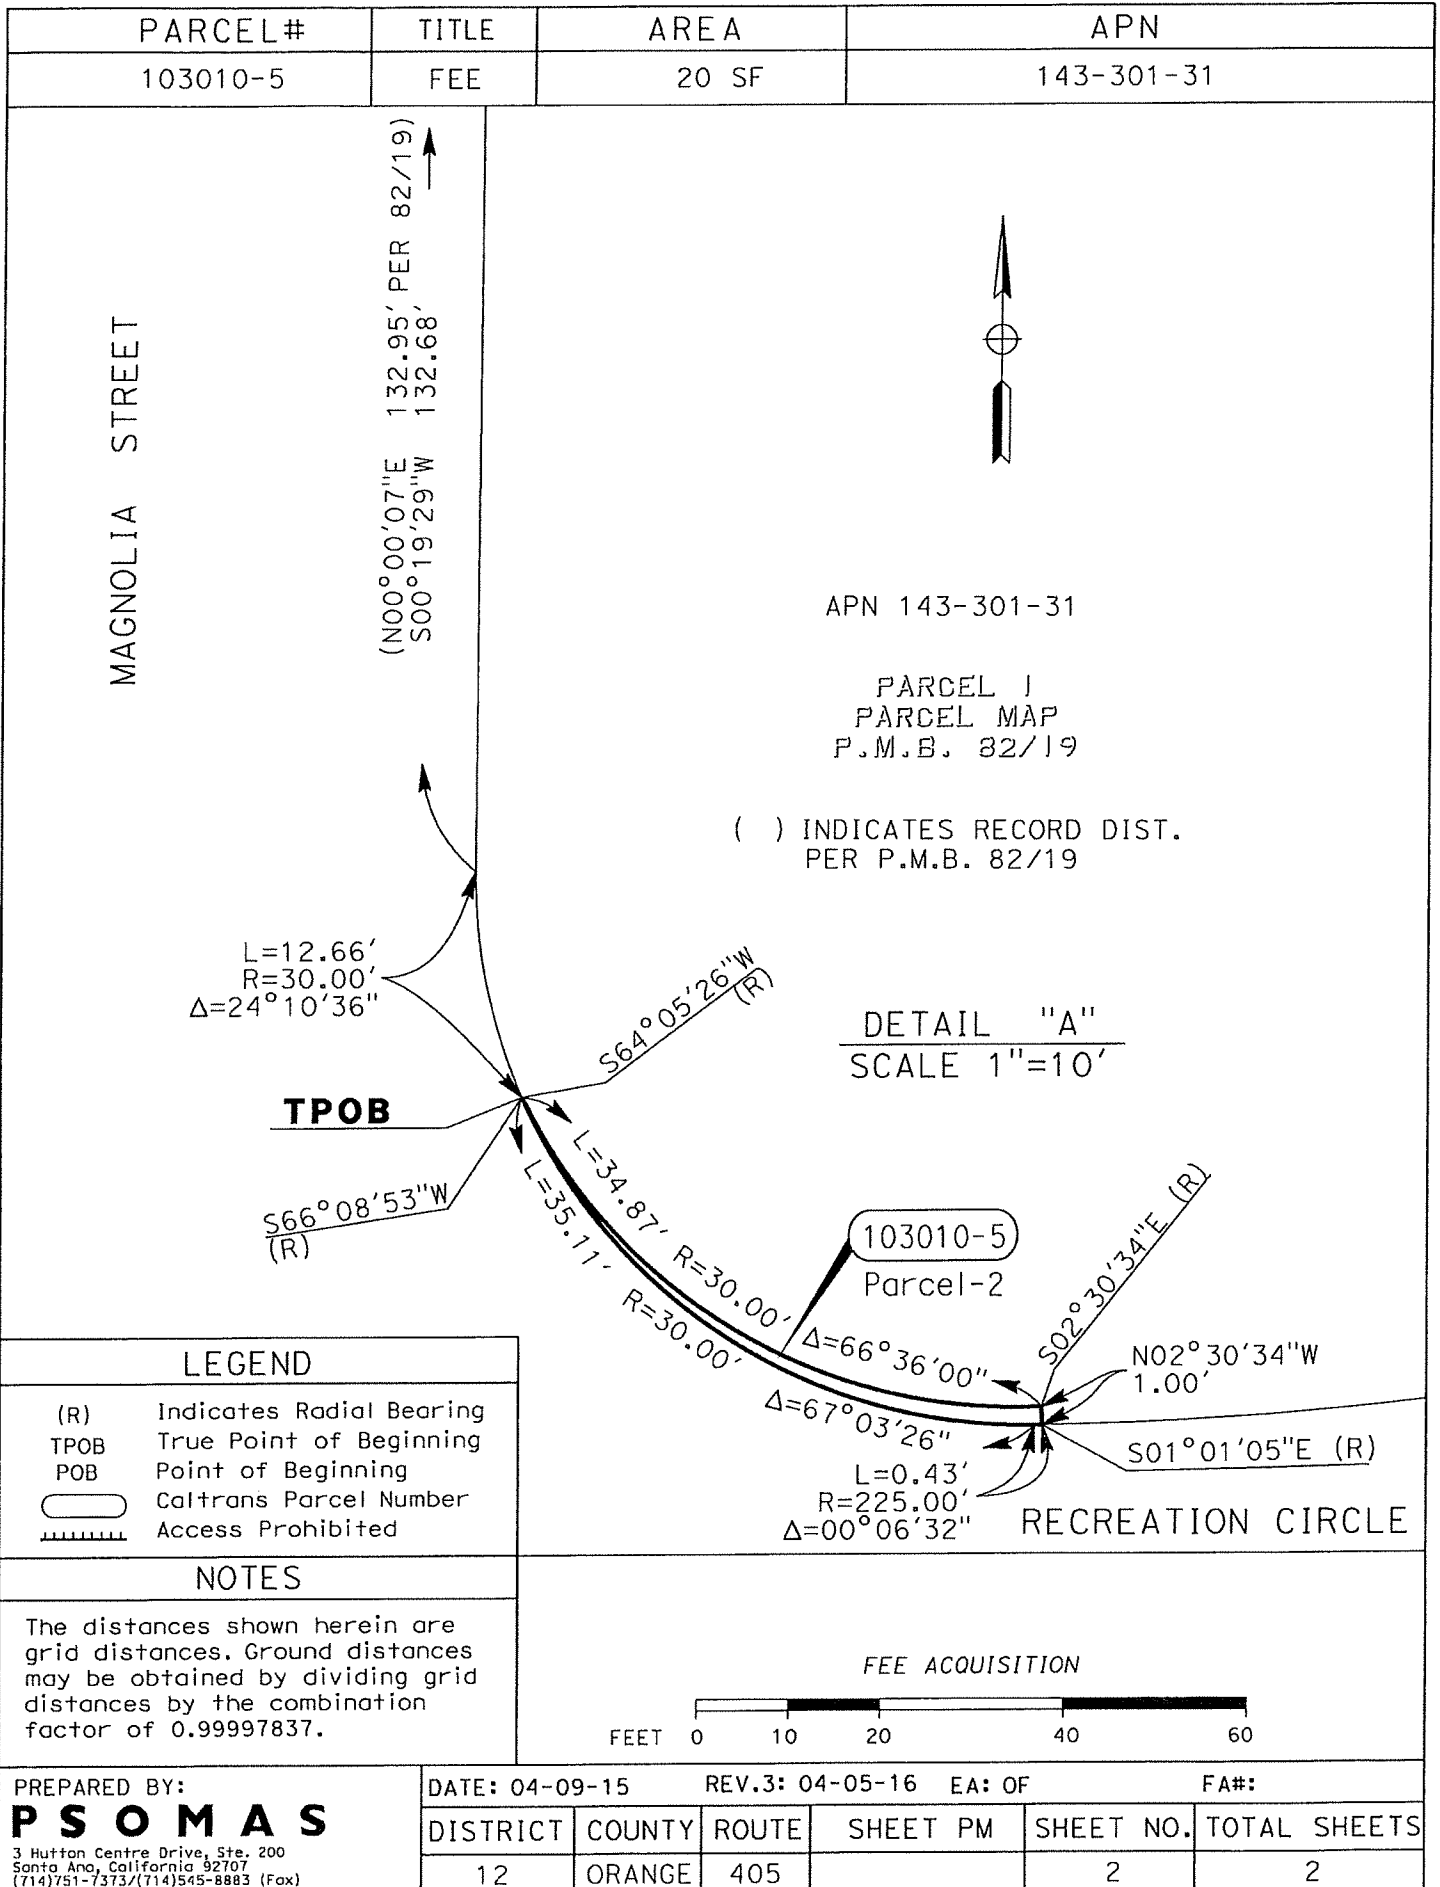 PARCEL# TITLE AREA APN
103010-5 FEE 20 SF 143-301-31
MAGNOLIA STREET
(N00°00'07"E 132.95' PER 82/19)
S00°19'29"W 132.68'
APN 143-301-31
PARCEL 1
PARCEL MAP
P.M.B. 82/19
( ) INDICATES RECORD DIST.
PER P.M.B. 82/19
L=12.66'
R=30.00'
Δ=24°10'36"
S64°05'26"W
(R)
DETAIL "A"
SCALE 1"=10'
TPOB
S66°08'53"W
(R)
L=34.87' R=30.00' Δ=66°36'00"
L=35.11' R=30.00' Δ=67°03'26"
103010-5
Parcel-2
S02°30'34"E (R)
N02°30'34"W
1.00'
S01°01'05"E (R)
L=0.43'
R=225.00'
Δ=00°06'32"
RECREATION CIRCLE
LEGEND
(R) Indicates Radial Bearing
TPOB True Point of Beginning
POB Point of Beginning
Caltrans Parcel Number
Access Prohibited
NOTES
The distances shown herein are
grid distances. Ground distances
may be obtained by dividing grid
distances by the combination
factor of 0.99997837.
FEE ACQUISITION
FEET 0 10 20 40 60
PREPARED BY:
PSOMAS
3 Hutton Centre Drive, Ste. 200
Santa Ana, California 92707
(714)751-7373/(714)545-8883 (Fax)
DATE: 04-09-15 REV.3: 04-05-16 EA: OF FA#:
DISTRICT COUNTY ROUTE SHEET PM SHEET NO. TOTAL SHEETS
12 ORANGE 405 2 2